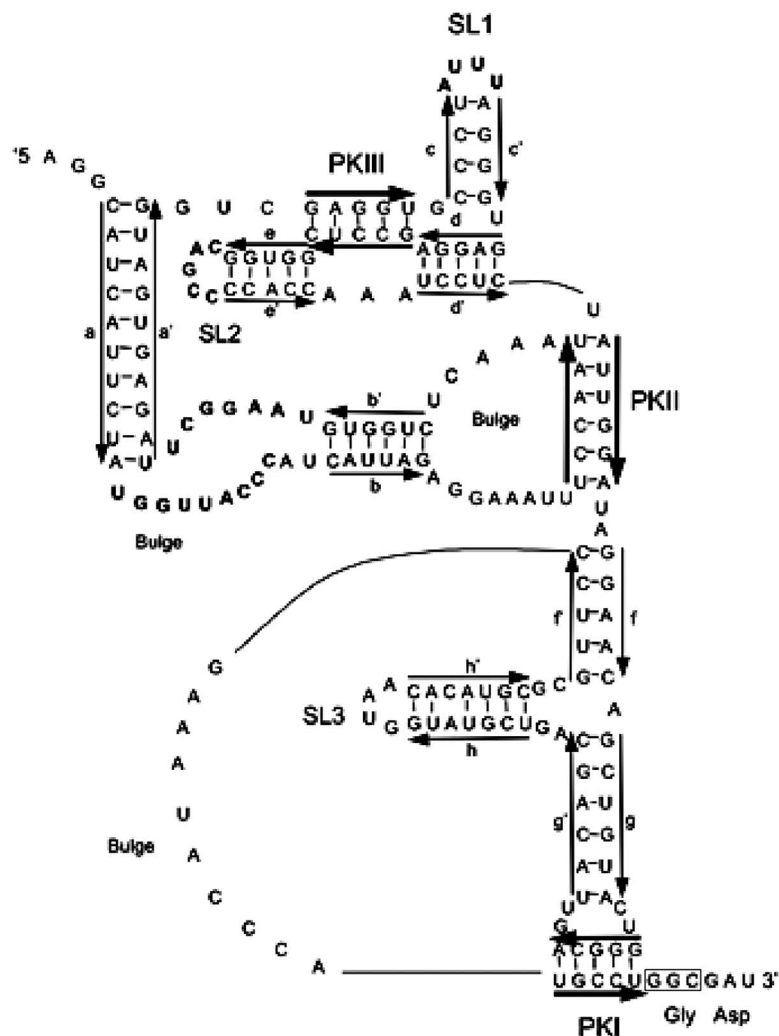 SL1
U U U
A U
U–A
C–G
C–G
C–G
c
c'
'5 A G G
PKIII
C–G G U C G A G G U G
C U
d
A–U
e
C U C C G
A G G A G
U C C U C
d'
A C G G U G G
G
C C C C A C C A A A
e'
SL2
U–A
C–G
A–U
U–G
U–A
C–G
U–A
A U
a
a'
U
U C G G A A U
b'
G U G G U C
C A U U A G
b
U C A A A
Bulge
A G G A A A U U
U–A
A–U
A–U
C–G
C–G
U–A
PKII
U G G U U A C C A U
Bulge
U
A
C–G
C–G
U–A
U–A
G–C
f'
f
h'
A A C A C A U G C G C
SL3
U G G U A U G C U G A
h
A
C–G
G–C
A–U
C–G
A–U
U–A
g'
g
G
A
A
A
U
A
C
C
C
A
Bulge
U C
G U
A C G G G
U G C C U G G C G A U 3'
PKI
Gly Asp